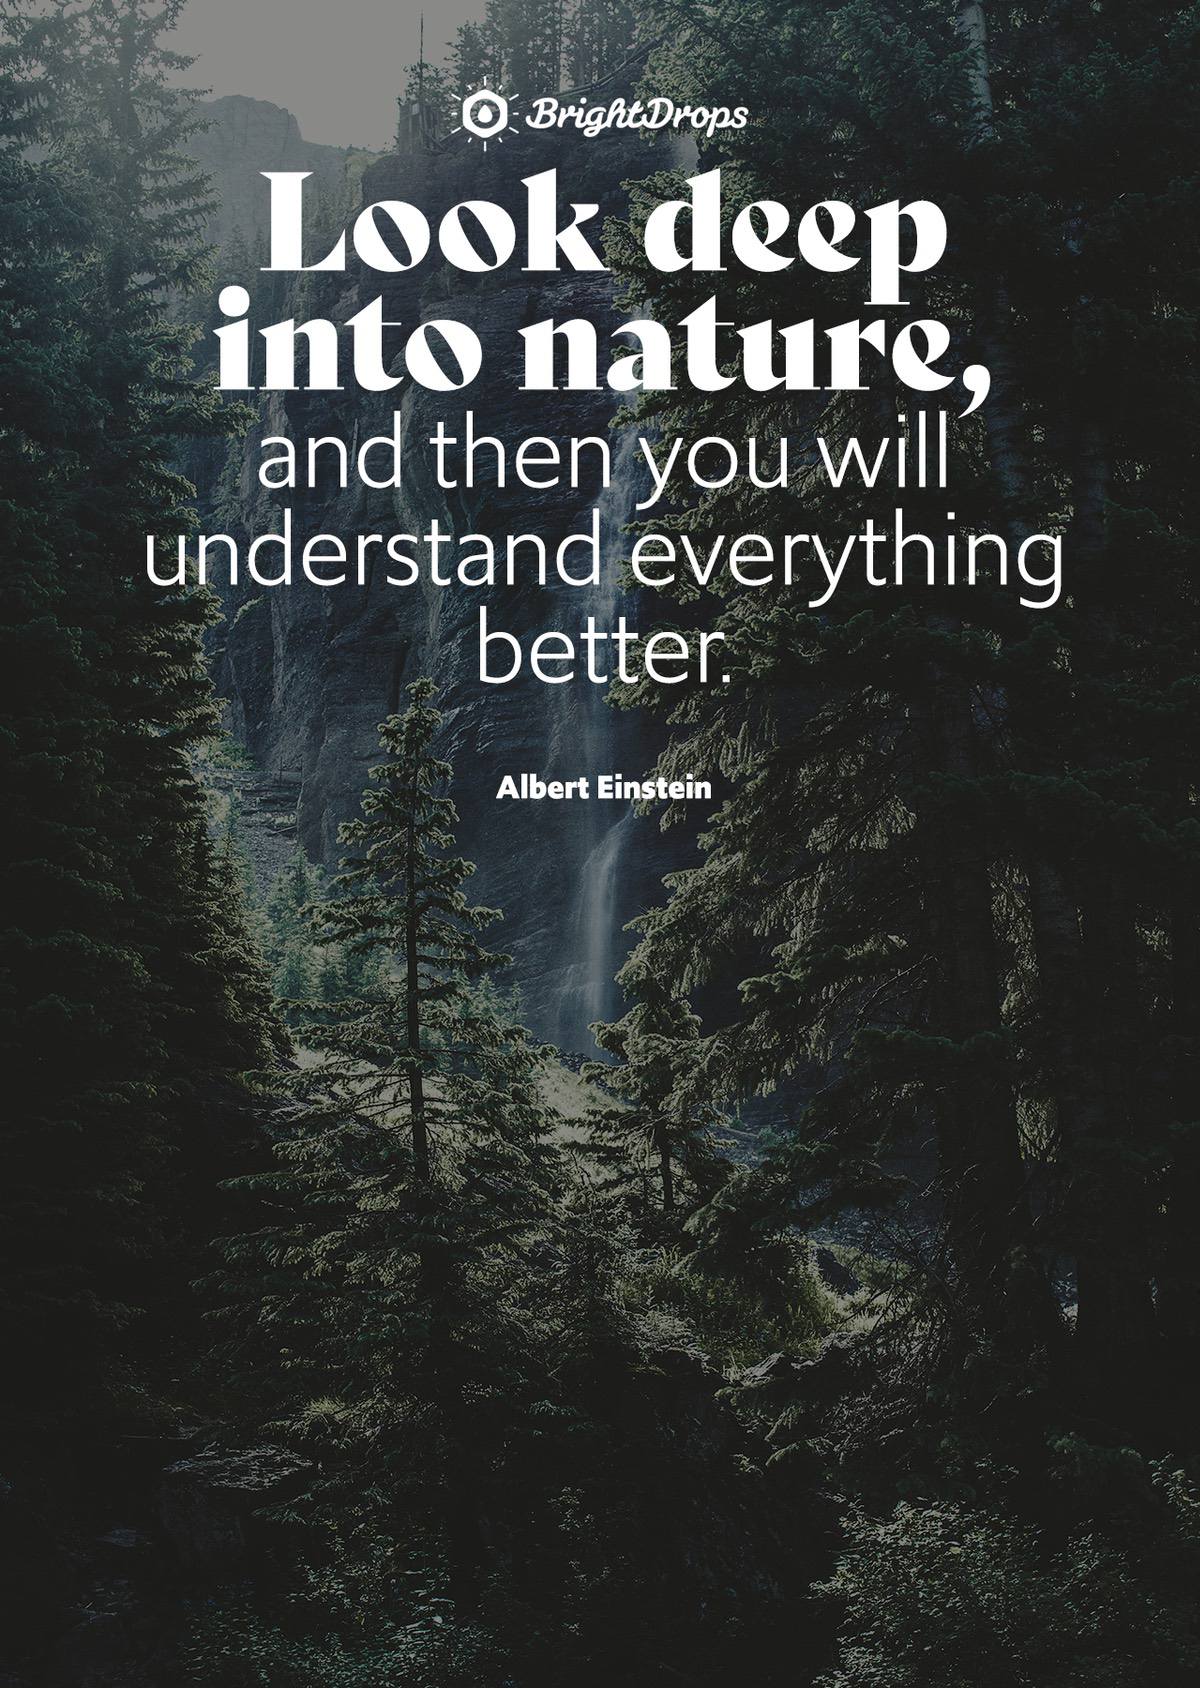 BrightDrops
Look deep
into nature,
and then you will
understand everything
better.
Albert Einstein